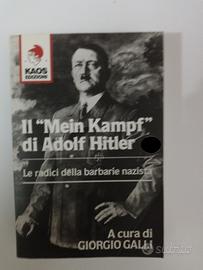 KAOS
EDIZIONI
Il "Mein Kampf"
di Adolf Hitler
Le radici della barbarie nazista
A cura di
GIORGIO GALLI